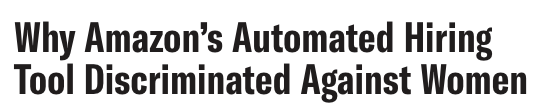 Why Amazon’s Automated Hiring
Tool Discriminated Against Women